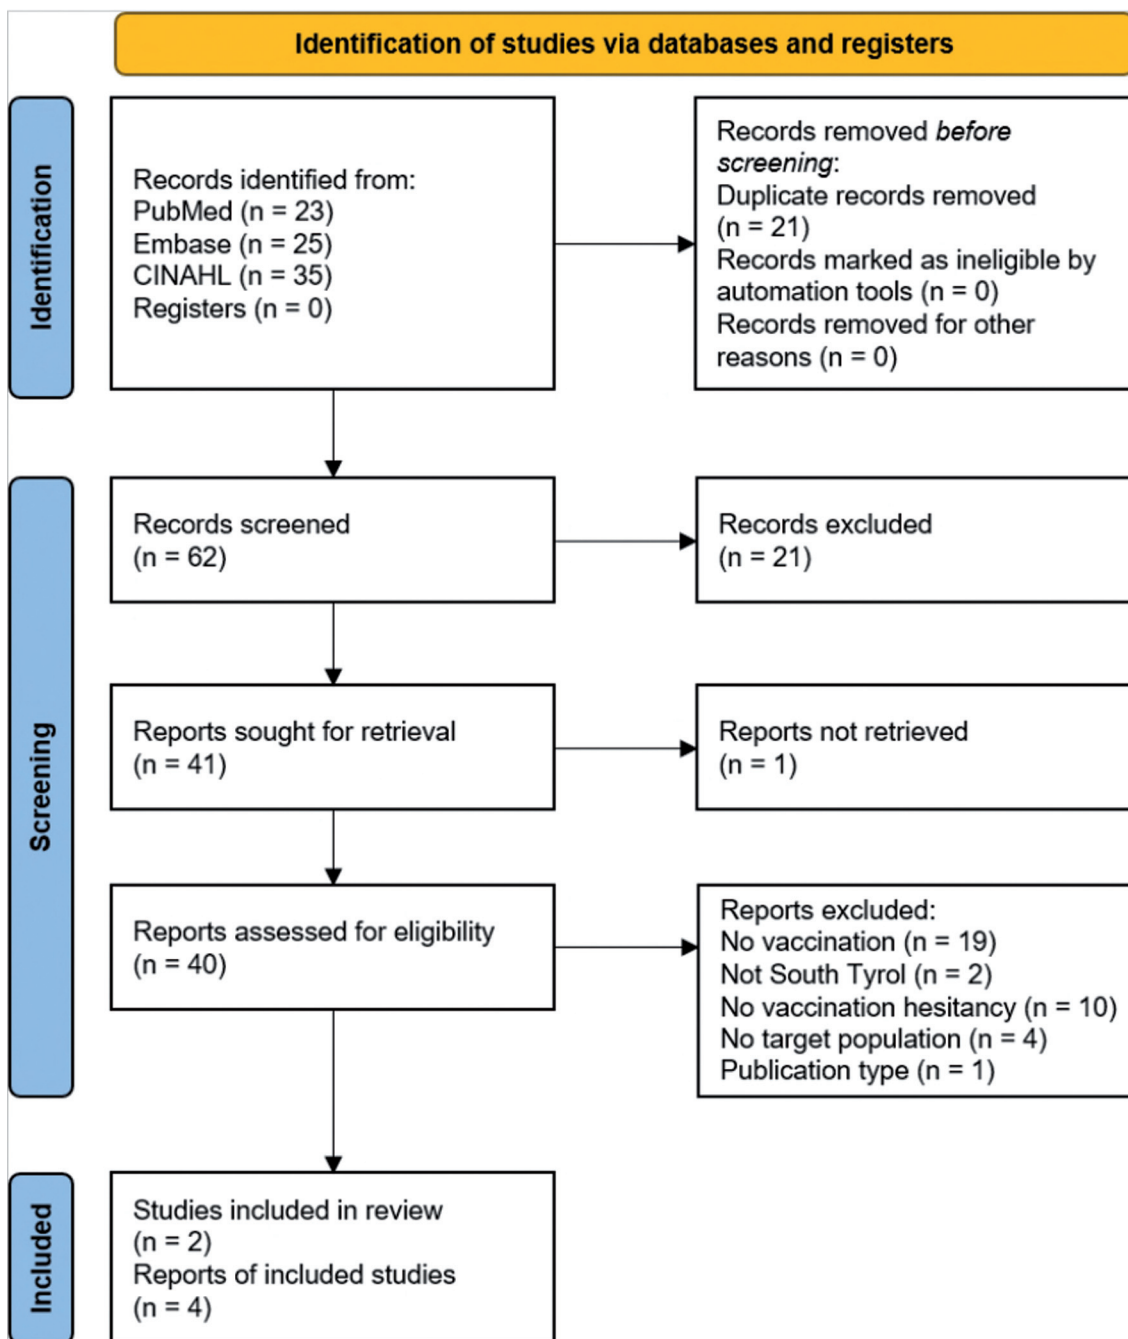 Identification of studies via databases and registers
Identification
Records identified from:
PubMed (n = 23)
Embase (n = 25)
CINAHL (n = 35)
Registers (n = 0)
Records removed before
screening:
Duplicate records removed
(n = 21)
Records marked as ineligible by
automation tools (n = 0)
Records removed for other
reasons (n = 0)
Screening
Records screened
(n = 62)
Records excluded
(n = 21)
Reports sought for retrieval
(n = 41)
Reports not retrieved
(n = 1)
Reports assessed for eligibility
(n = 40)
Reports excluded:
No vaccination (n = 19)
Not South Tyrol (n = 2)
No vaccination hesitancy (n = 10)
No target population (n = 4)
Publication type (n = 1)
Included
Studies included in review
(n = 2)
Reports of included studies
(n = 4)